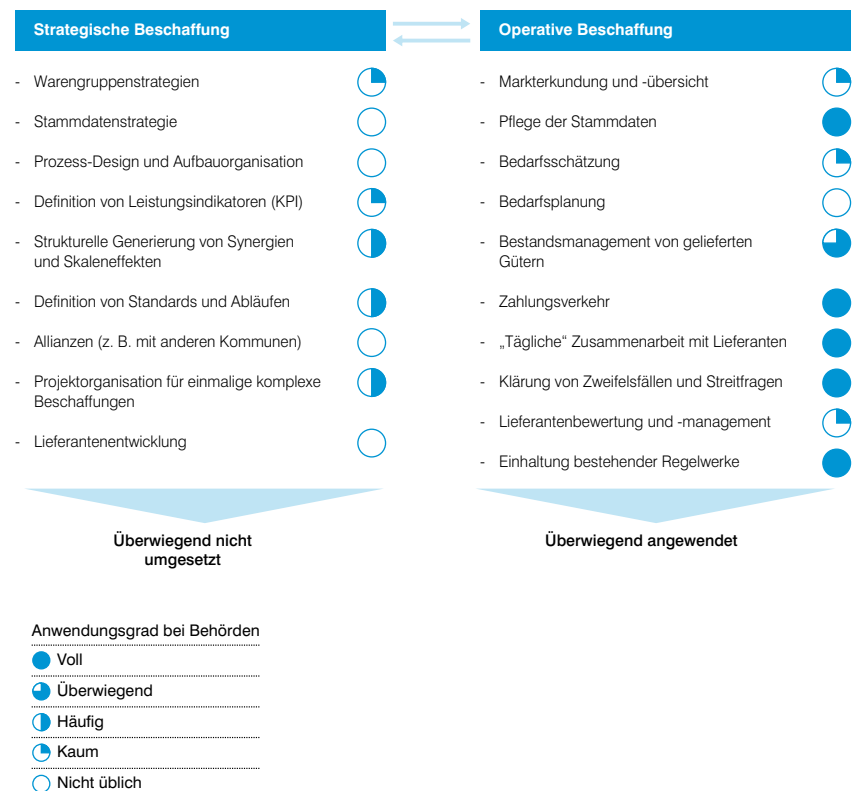 Strategische Beschaffung
- Warengruppenstrategien
- Stammdatenstrategie
- Prozess-Design und Aufbauorganisation
- Definition von Leistungsindikatoren (KPI)
- Strukturelle Generierung von Synergien
und Skaleneffekten
- Definition von Standards und Abläufen
- Allianzen (z. B. mit anderen Kommunen)
- Projektorganisation für einmalige komplexe
Beschaffungen
- Lieferantenentwicklung
Überwiegend nicht
umgesetzt
Operative Beschaffung
- Markterkundung und -übersicht
- Pflege der Stammdaten
- Bedarfsschätzung
- Bedarfsplanung
- Bestandsmanagement von gelieferten
Gütern
- Zahlungsverkehr
- „Tägliche“ Zusammenarbeit mit Lieferanten
- Klärung von Zweifelsfällen und Streitfragen
- Lieferantenbewertung und -management
- Einhaltung bestehender Regelwerke
Überwiegend angewendet
Anwendungsgrad bei Behörden
Voll
Überwiegend
Häufig
Kaum
Nicht üblich